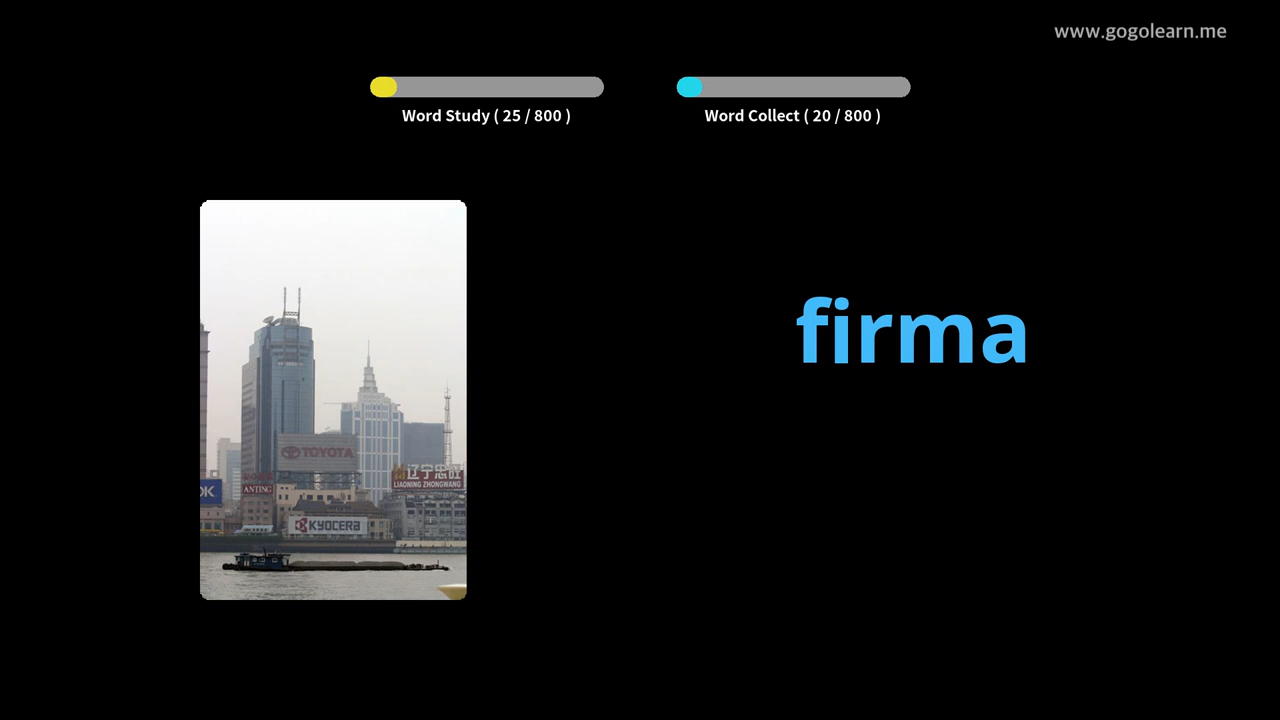 www.gogolearn.me
Word Study ( 25 / 800 )
Word Collect ( 20 / 800 )
firma
TOYOTA
辽宁忠旺
LIAONING ZHONGWANG
OK
ANTING
KYOCERA